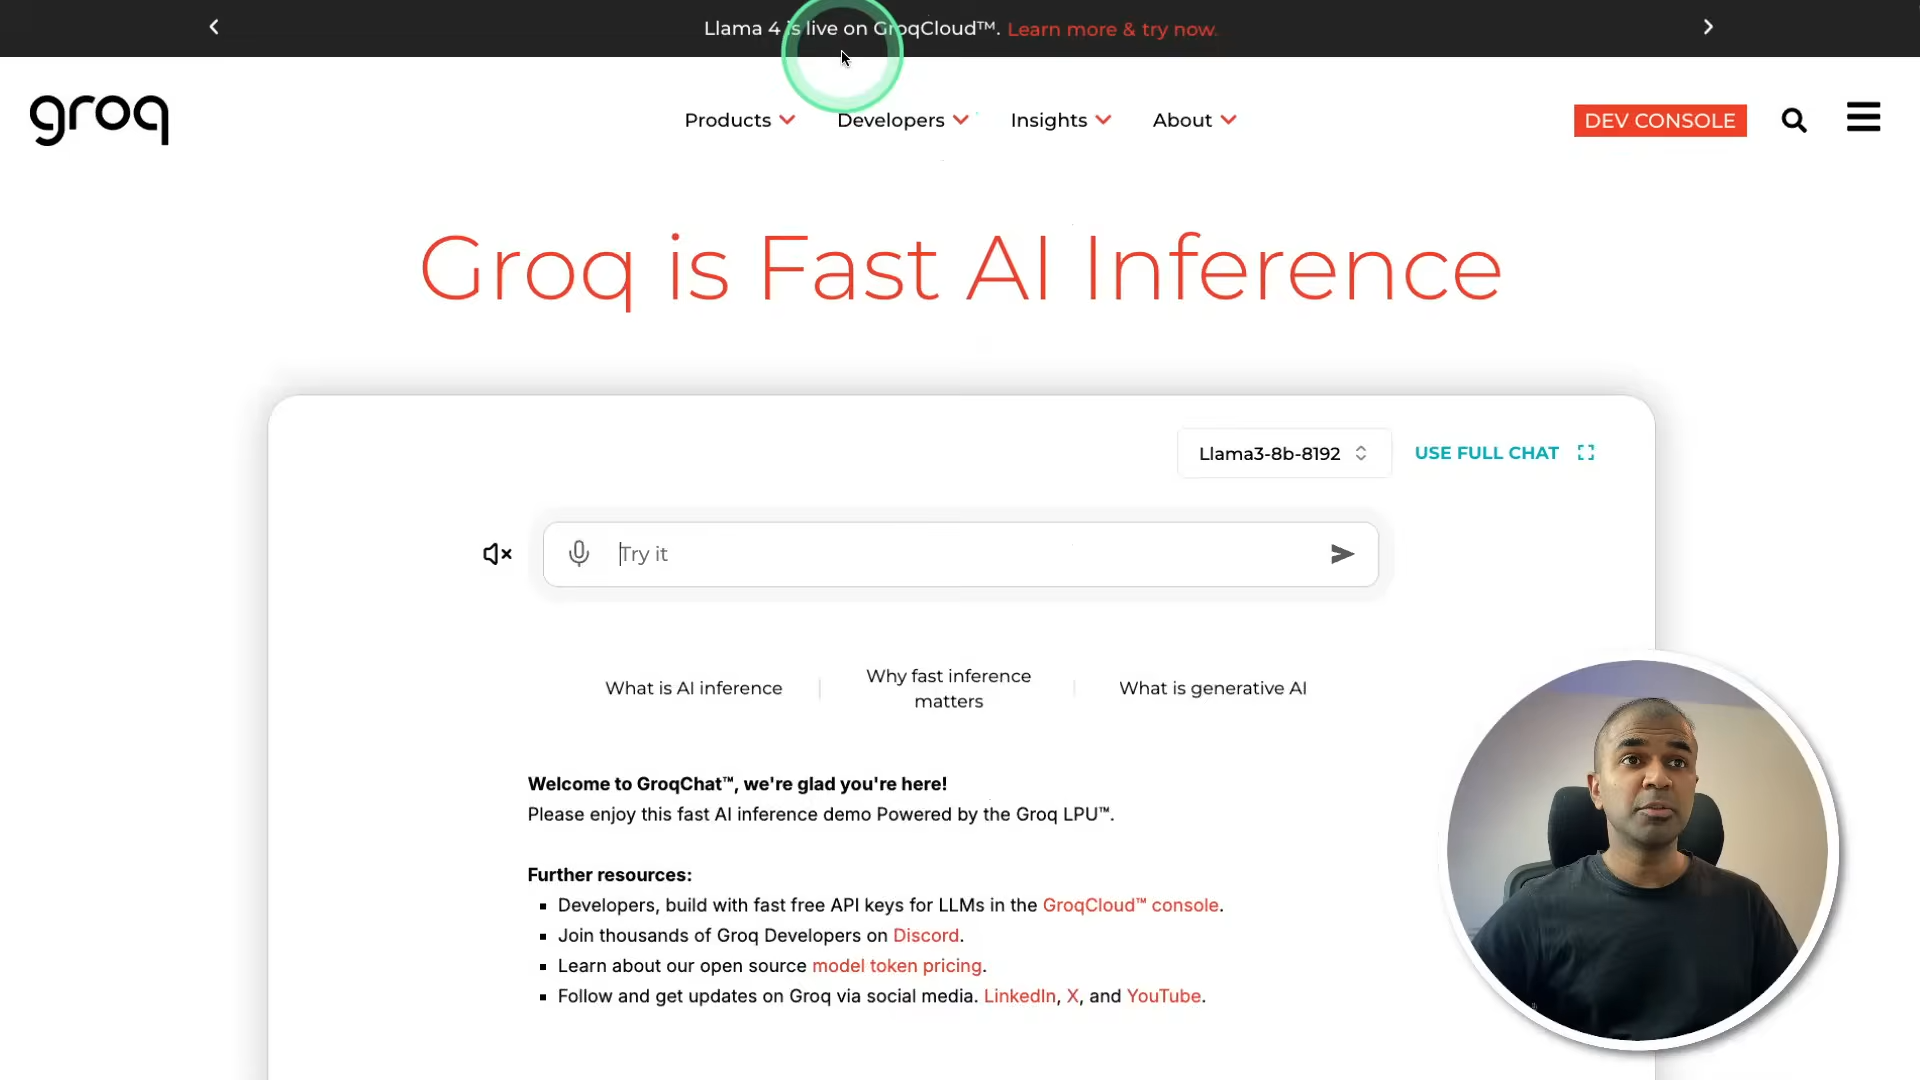 Llama 4 is live on GroqCloud™. Learn more & try now.
groq
Products
Developers
Insights
About
DEV CONSOLE
Groq is Fast AI Inference
Llama3-8b-8192
USE FULL CHAT
Try it
What is AI inference
Why fast inference
matters
What is generative AI
Welcome to GroqChat™, we're glad you're here!
Please enjoy this fast AI inference demo Powered by the Groq LPU™.
Further resources:
Developers, build with fast free API keys for LLMs in the GroqCloud™ console.
Join thousands of Groq Developers on Discord.
Learn about our open source model token pricing.
Follow and get updates on Groq via social media. LinkedIn, X, and YouTube.